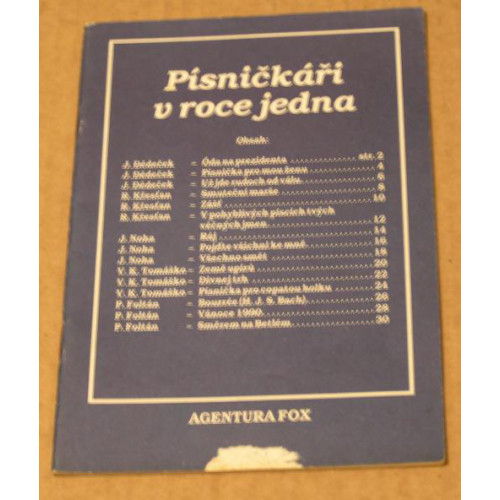 Písničkáři
v roce jedna
Obsah:
J. Dědeček = Óda na prezidenta str. 2
J. Dědeček = Písnička pro mou ženu 4
J. Dědeček = Už jde rudoch od válu 6
R. Křesťan = Smuteční marše 8
R. Křesťan = Zášť 10
R. Křesťan = V pohyblivých píscích tvých
věčných jmen 12
J. Noha = Ráj 14
J. Noha = Pojďte všichni ke mně 16
J. Noha = Všechno smět 18
V. K. Tomáško = Země upírů 20
V. K. Tomáško = Divnej trh 22
V. K. Tomáško = Písnička pro copatou holku 24
P. Foltán = Bourrée (H. J. S. Bach) 26
P. Foltán = Vánoce 1990 28
P. Foltán = Směrem na Betlém 30
AGENTURA FOX